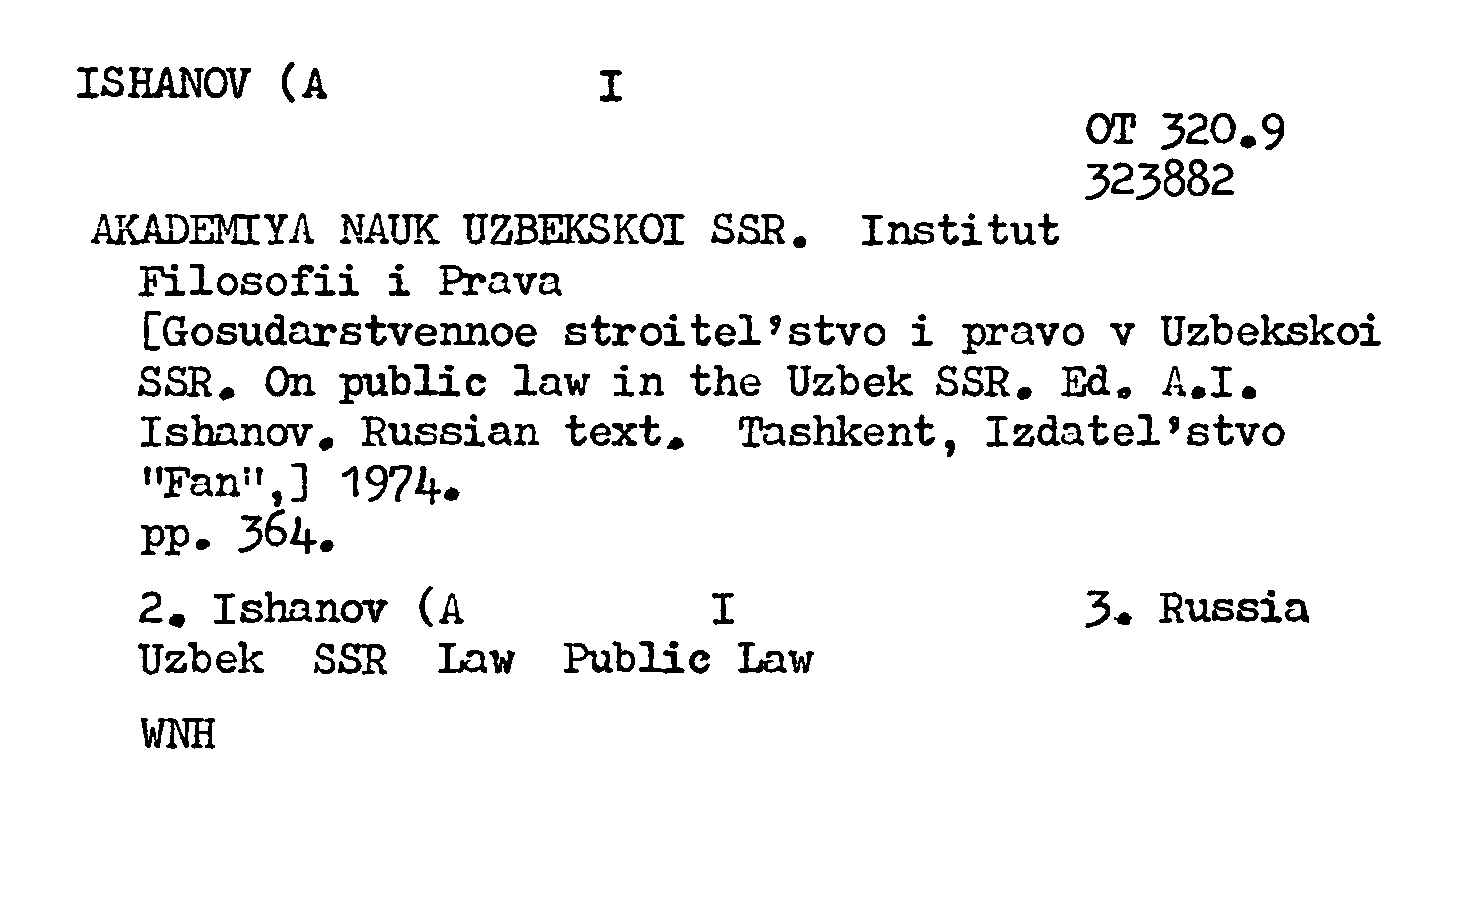 ISHANOV (A I
OT 320.9
323882
AKADEMIYA NAUK UZBEKSKOI SSR. Institut
Filosofii i Prava
[Gosudarstvennoe stroitel'stvo i pravo v Uzbekskoi
SSR. On public law in the Uzbek SSR. Ed. A.I.
Ishanov. Russian text. Tashkent, Izdatel'stvo
"Fan",] 1974.
pp. 364.
2. Ishanov (A I 3. Russia
Uzbek SSR Law Public Law
WNH